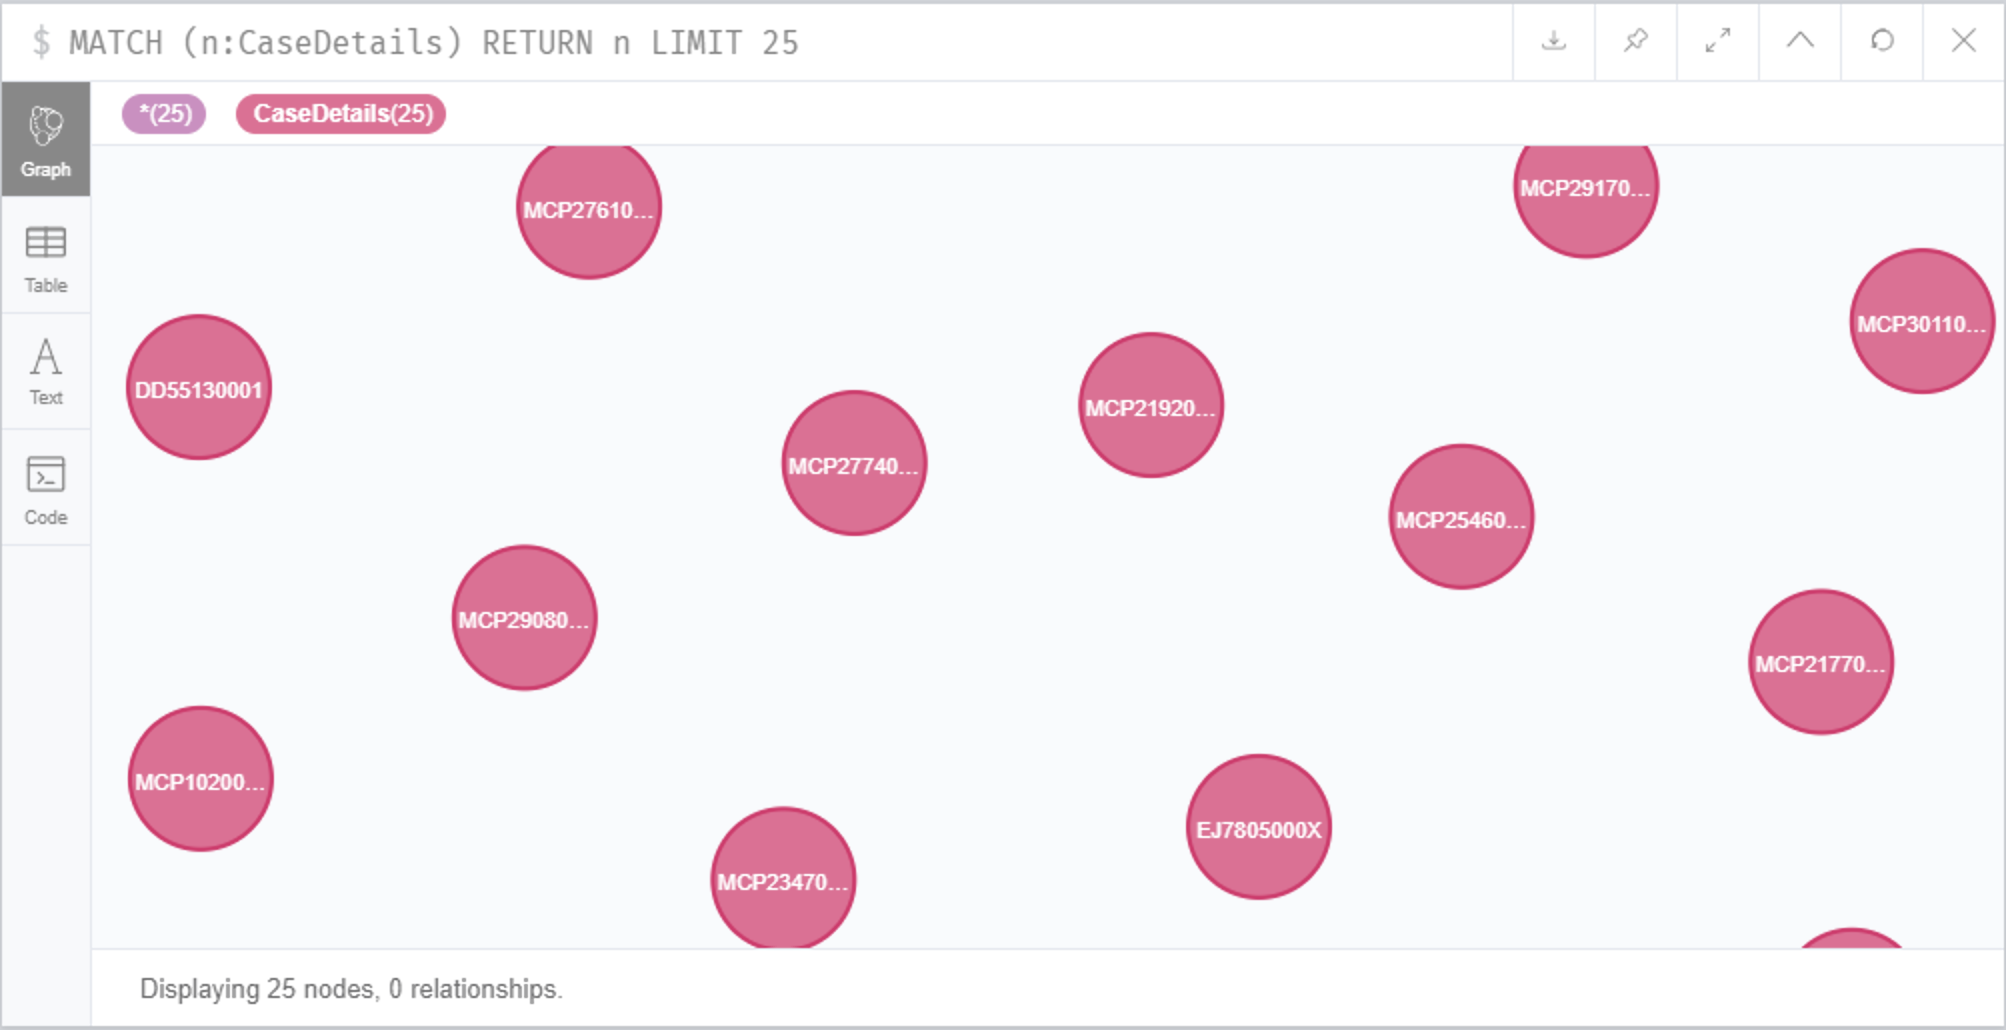 $ MATCH (n:CaseDetails) RETURN n LIMIT 25
*(25) CaseDetails(25)
Graph
Table
Text
Code
MCP27610...
MCP29170...
MCP30110...
DD55130001
MCP21920...
MCP27740...
MCP25460...
MCP29080...
MCP21770...
MCP10200...
EJ7805000X
MCP23470...
Displaying 25 nodes, 0 relationships.